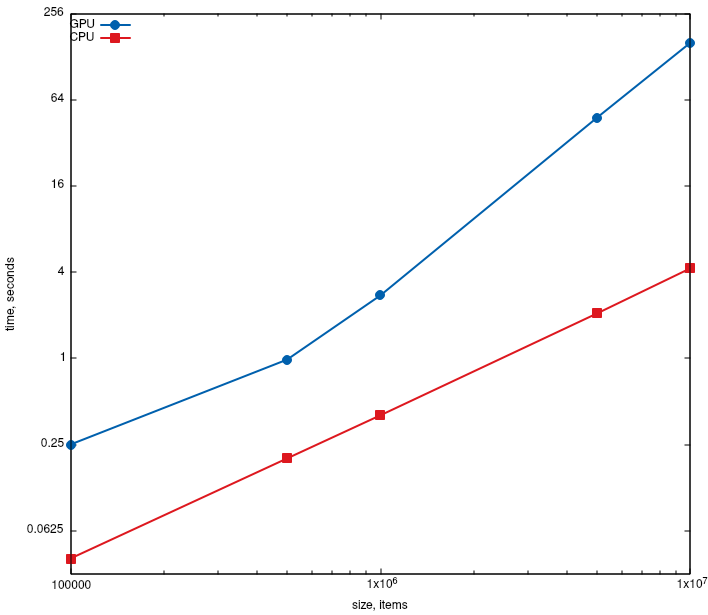 256
GPU
CPU
64
16
4
1
0.25
0.0625
time, seconds
100000
1x10⁶
1x10⁷
size, items